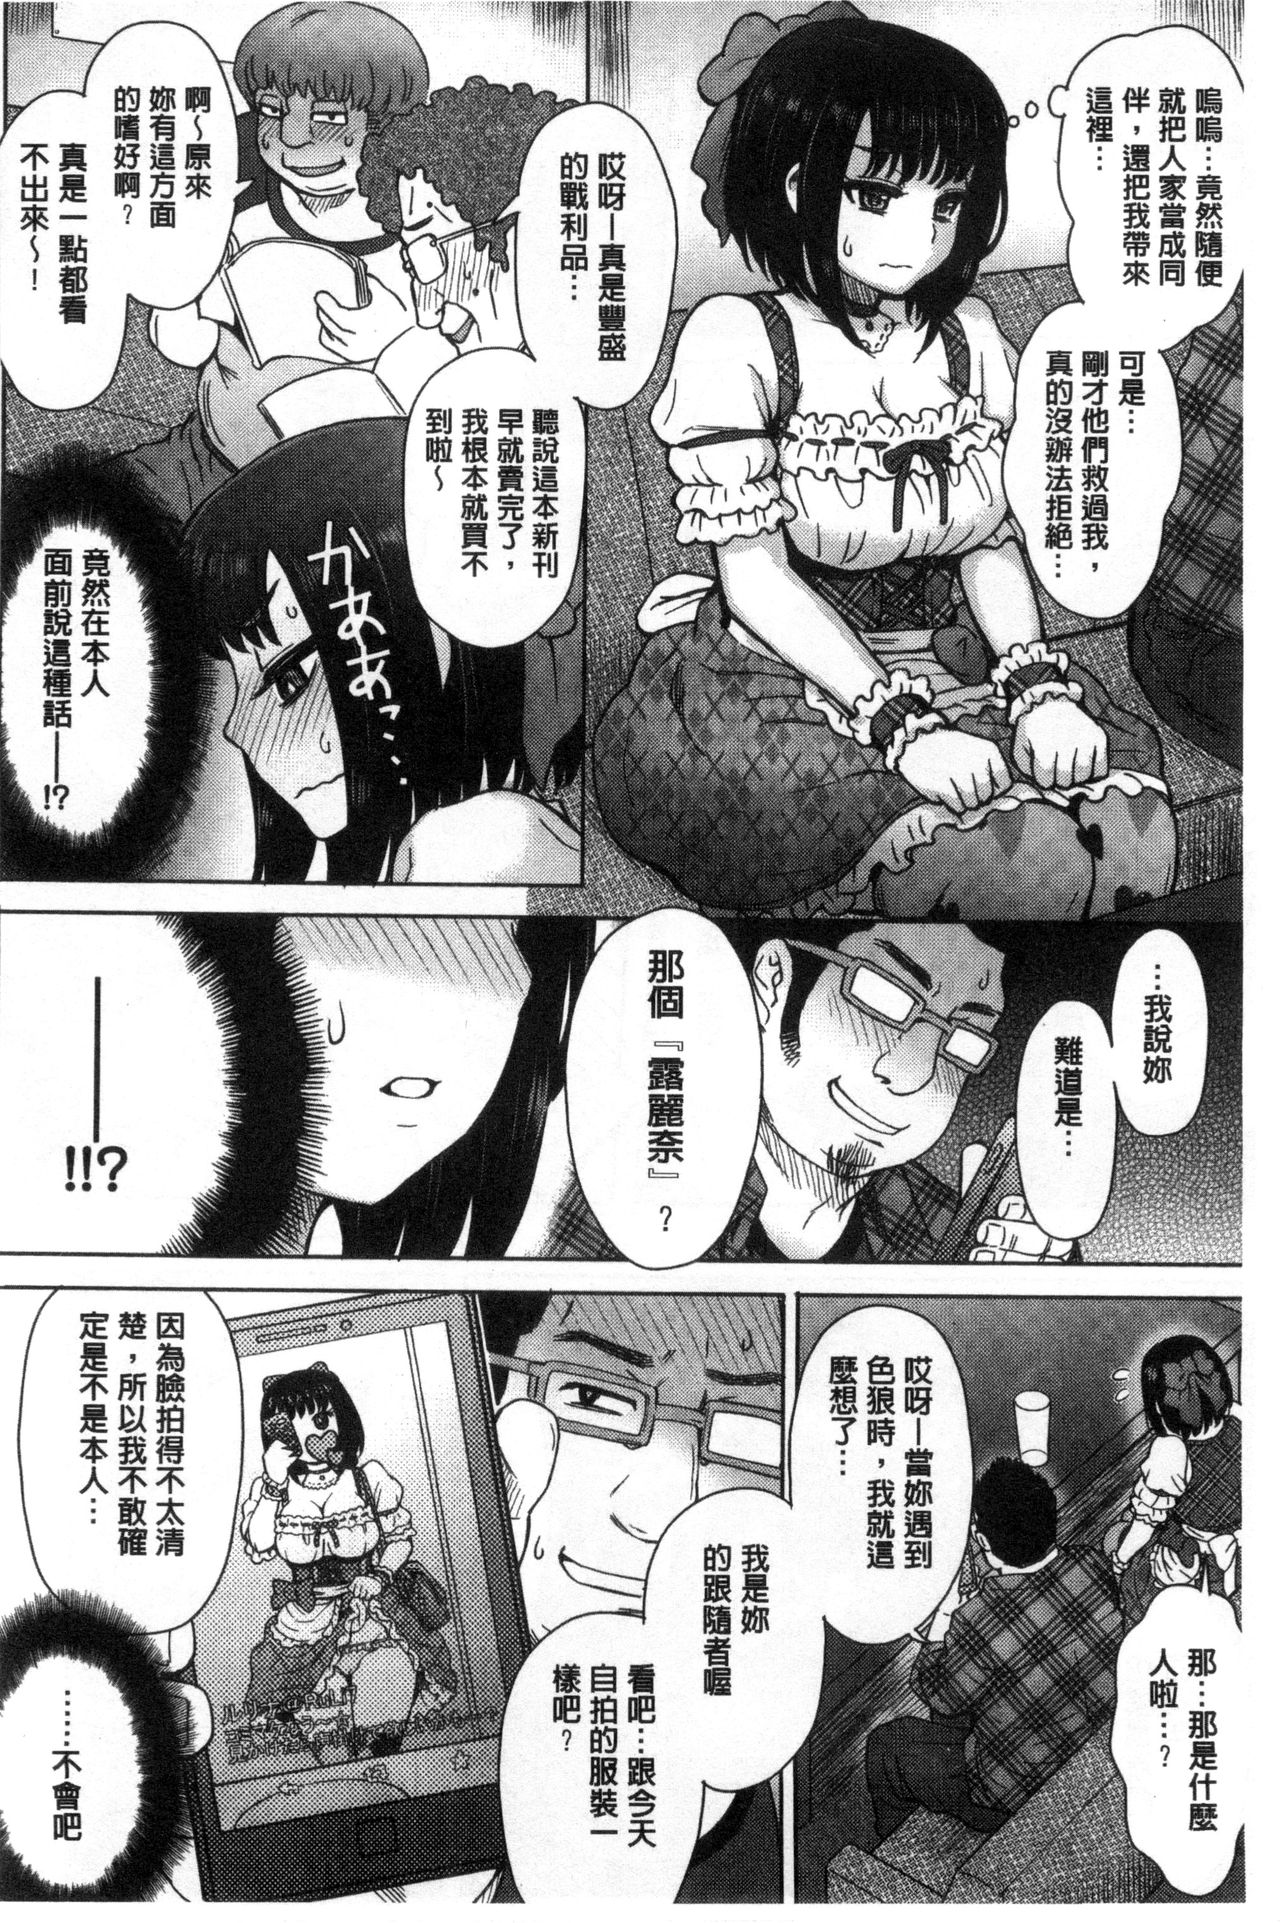 嗚嗚…竟然隨便
就把人家當成同
伴，還把我帶來
這裡…
可是…
剛才他們救過我，
真的沒辦法拒絕…
哎呀—真是豐盛
的戰利品…
聽說這本新刊
早就賣完了，
我根本就買不
到啦～
啊～原來
妳有這方面
的嗜好啊？
真是一點都看
不出來～！
かあぁ…
竟然在本人
面前說這種話——!?
…我說妳
難道是…
那個『露麗奈』？
——!!?
那…那是什麼
人啦…？
哎呀—當妳遇到
色狼時，我就這
麼想了…
我是妳
的跟隨者喔
看吧…跟今天
自拍的服裝一
樣吧？
因為臉拍得不太清
楚，所以我不敢確
定是不是本人…
……不會吧